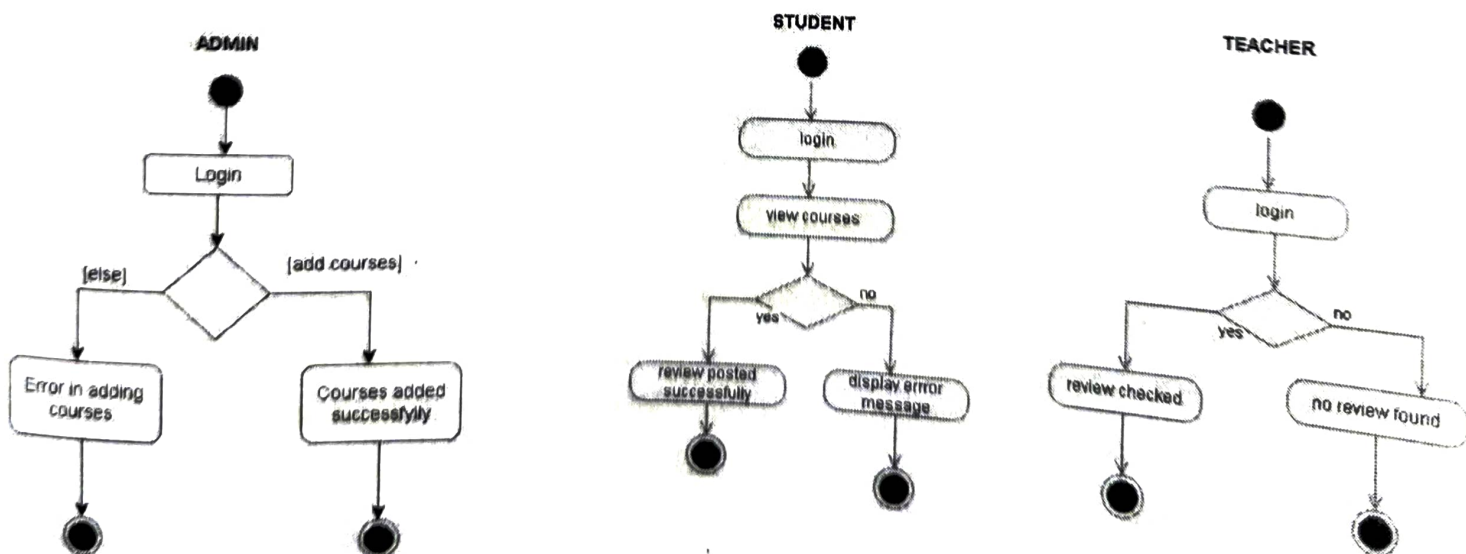 ADMIN
Login
[else]
[add courses]
Error in adding
courses
Courses added
successfylly
STUDENT
login
view courses
yes
no
review posted
successfully
display error
message
TEACHER
login
yes
no
review checked
no review found